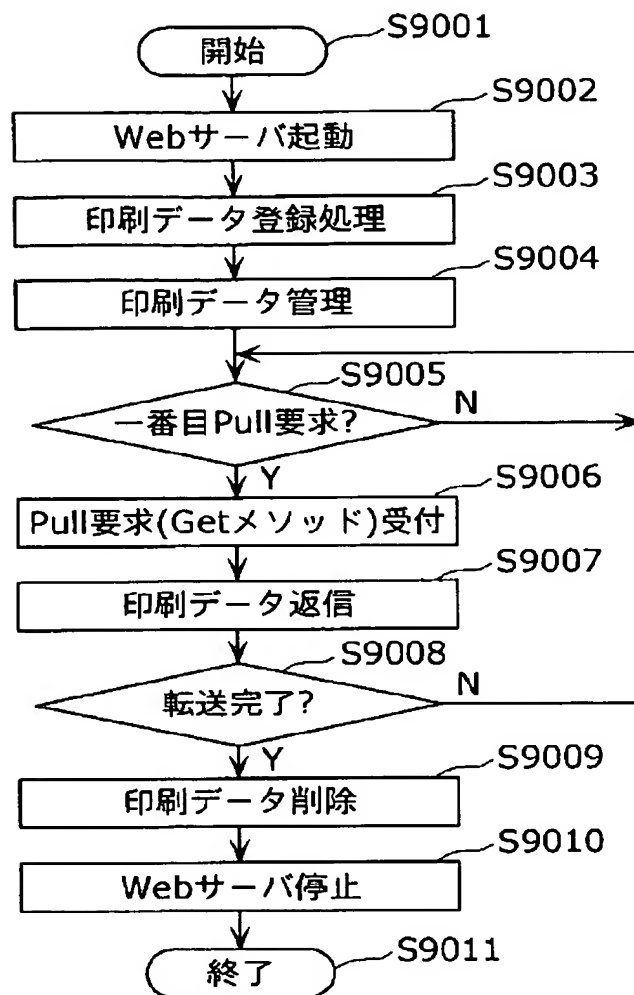 S9001
開始
S9002
Webサーバ起動
S9003
印刷データ登録処理
S9004
印刷データ管理
S9005
一番目Pull要求?
N
Y
S9006
Pull要求(Getメソッド)受付
S9007
印刷データ返信
S9008
転送完了?
N
Y
S9009
印刷データ削除
S9010
Webサーバ停止
S9011
終了